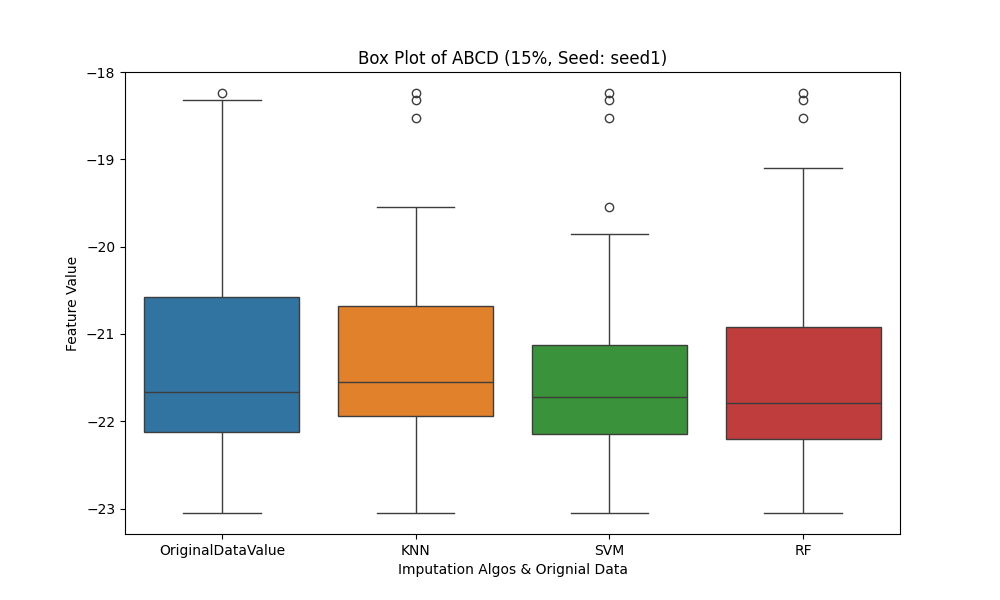 Box Plot of ABCD (15%, Seed: seed1)
Feature Value
−18
−19
−20
−21
−22
−23
OriginalDataValue
KNN
SVM
RF
Imputation Algos & Orignial Data